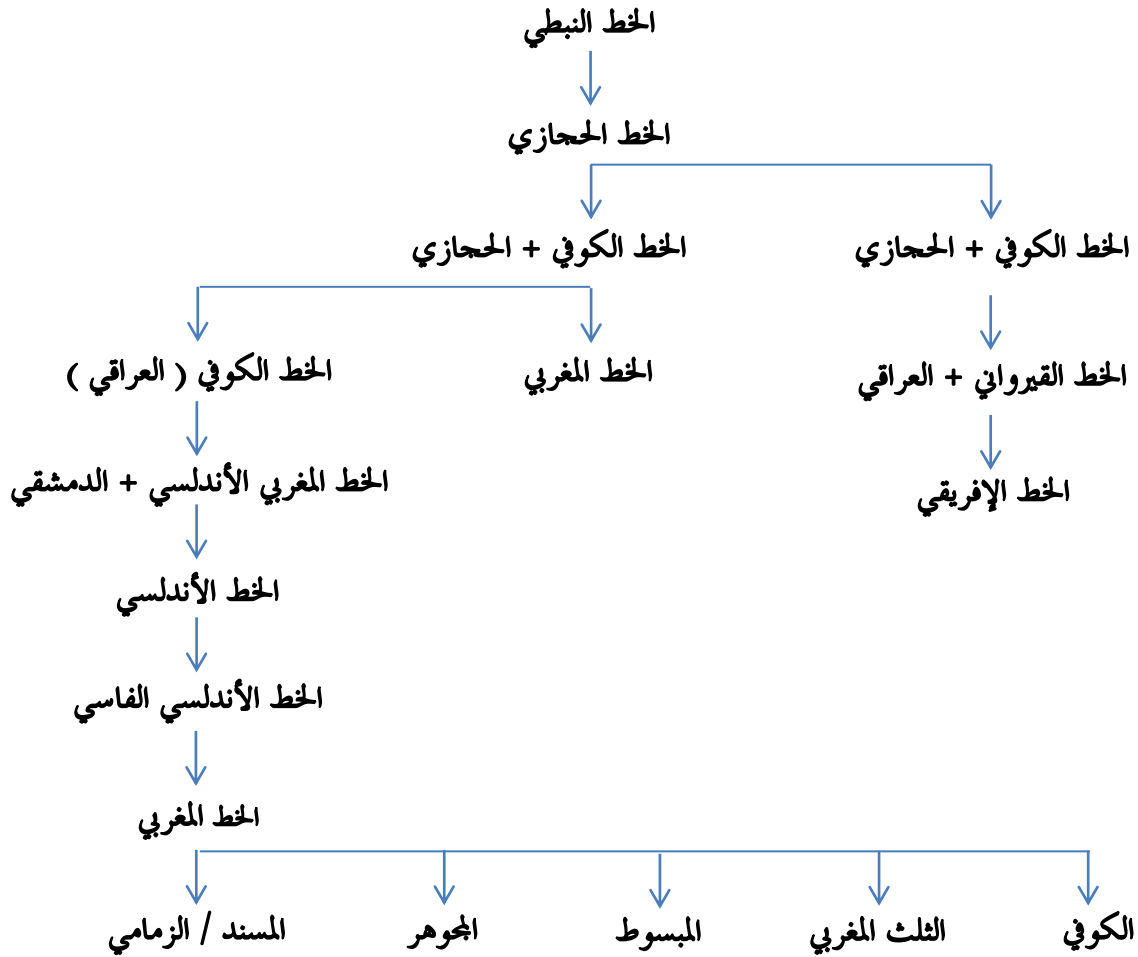 الخط النبطي
الخط الحجازي
الخط الكوفي + الحجازي
الخط الكوفي + الحجازي
الخط القيرواني + العراقي
الخط المغربي
الخط الكوفي ( العراقي )
الخط الإفريقي
الخط المغربي الأندلسي + الدمشقي
الخط الأندلسي
الخط الأندلسي الفاسي
الخط المغربي
الكوفي
الثلث المغربي
المبسوط
المجوهر
المسند / الزمامي